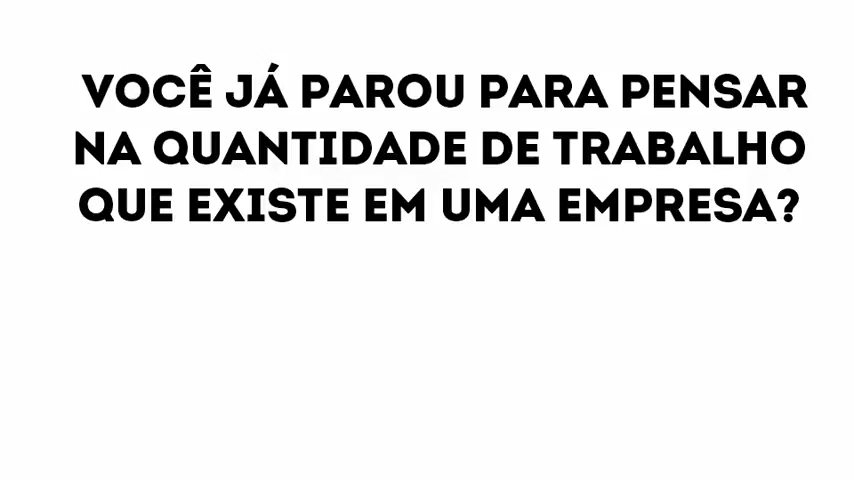 VOCÊ JÁ PAROU PARA PENSAR
NA QUANTIDADE DE TRABALHO
QUE EXISTE EM UMA EMPRESA?